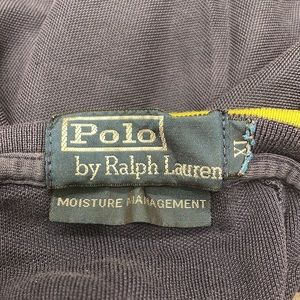 Polo
by Ralph Lauren
XL
MOISTURE MANAGEMENT